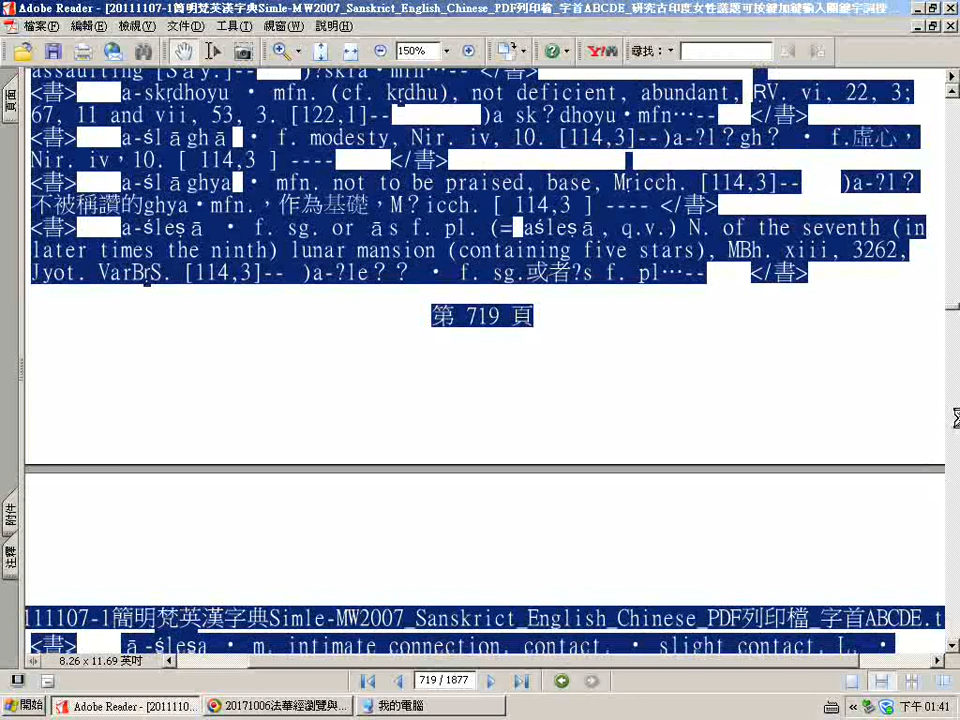 Adobe Reader - [20111107-1簡明梵英漢字典Simle-MW2007_Sanskrict_English_Chinese_PDF列印檔_字首ABCDE_研究古印度女性議題可按鍵加鍵輸入關鍵字詞搜
檔案(F) 編輯(E) 檢視(V) 文件(D) 工具(T) 視窗(W) 說明(H)
150% Y! 尋找:
頁面
assaulting [Sāy.]-- )?skra·mfn…-- </書>
<書> a-skṛdhoyu · mfn. (cf. kṛdhu), not deficient, abundant, ṚV. vi, 22, 3;
67, 11 and vii, 53, 3. [122,1]-- )a sk?dhoyu·mfn…-- </書>
<書> a-ślāghā · f. modesty, Nir. iv, 10. [114,3]--)a-?l?gh? · f.虛心,
Nir. iv,10. [ 114,3 ] ---- </書>
<書> a-ślāghya · mfn. not to be praised, base, Mṛicch. [114,3]-- )a-?l?
不被稱讚的ghya·mfn.,作為基礎,M?icch. [ 114,3 ] ---- </書>
<書> a-śleṣā · f. sg. or ās f. pl. (= aśleṣā, q.v.) N. of the seventh (in
later times the ninth) lunar mansion (containing five stars), MBh. xiii, 3262,
Jyot. VarBṛS. [114,3]-- )a-?le?? · f. sg.或者?s f. pl…-- </書>
第 719 頁
附件
注釋
111107-1簡明梵英漢字典Simle-MW2007_Sanskrict_English_Chinese_PDF列印檔_字首ABCDE.t
<書> ā-śleṣa · m. intimate connection, contact. · slight contact, L. ·
8.26 x 11.69 英吋
719 / 1877
開始 Adobe Reader - [2011110... 20171006法華經瀏覽與... 我的電腦 下午 01:41